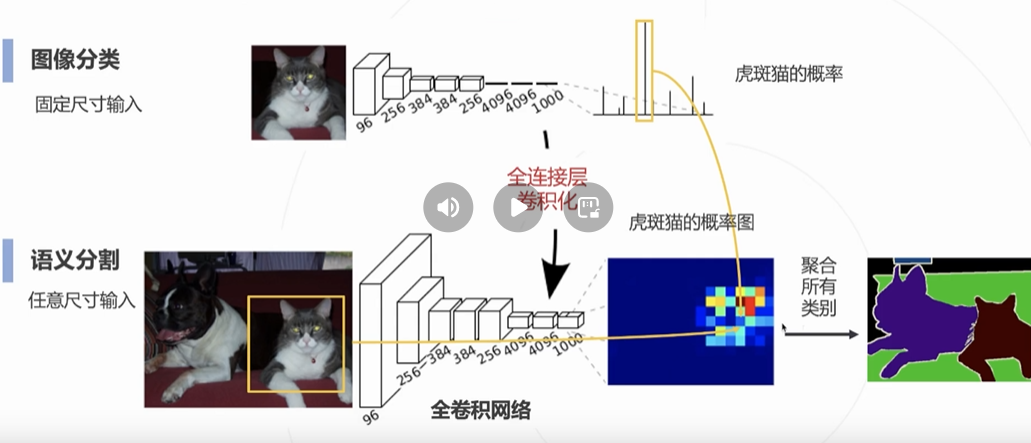 图像分类
固定尺寸输入
96
256
384
384
256
4096
4096
1000
虎斑猫的概率
全连接层
卷积化
虎斑猫的概率图
语义分割
任意尺寸输入
96
256
384
384
256
4096
4096
1000
全卷积网络
聚合
所有
类别